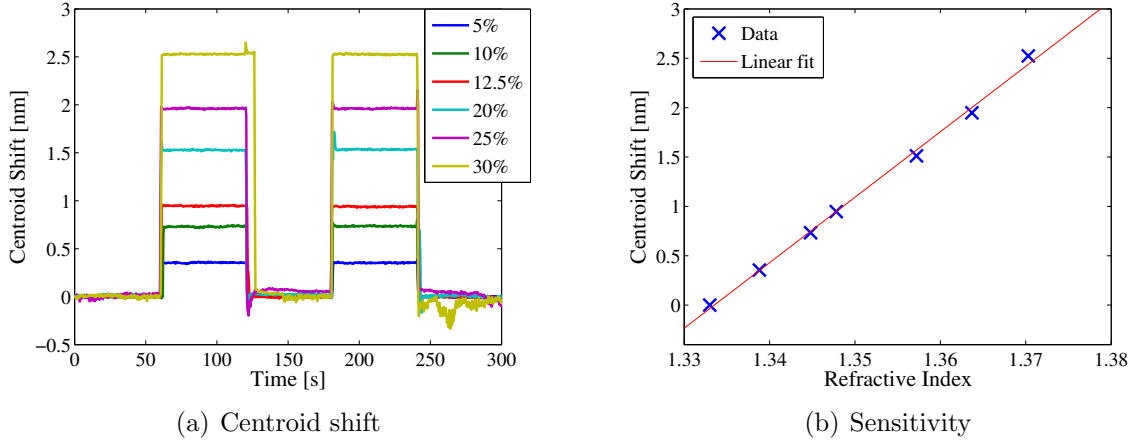 3
2.5
2
1.5
1
0.5
0
−0.5
Centroid Shift [nm]
0 50 100 150 200 250 300
Time [s]
5%
10%
12.5%
20%
25%
30%
(a) Centroid shift
3
2.5
2
1.5
1
0.5
0
Centroid Shift [nm]
1.33 1.34 1.35 1.36 1.37 1.38
Refractive Index
Data
Linear fit
(b) Sensitivity